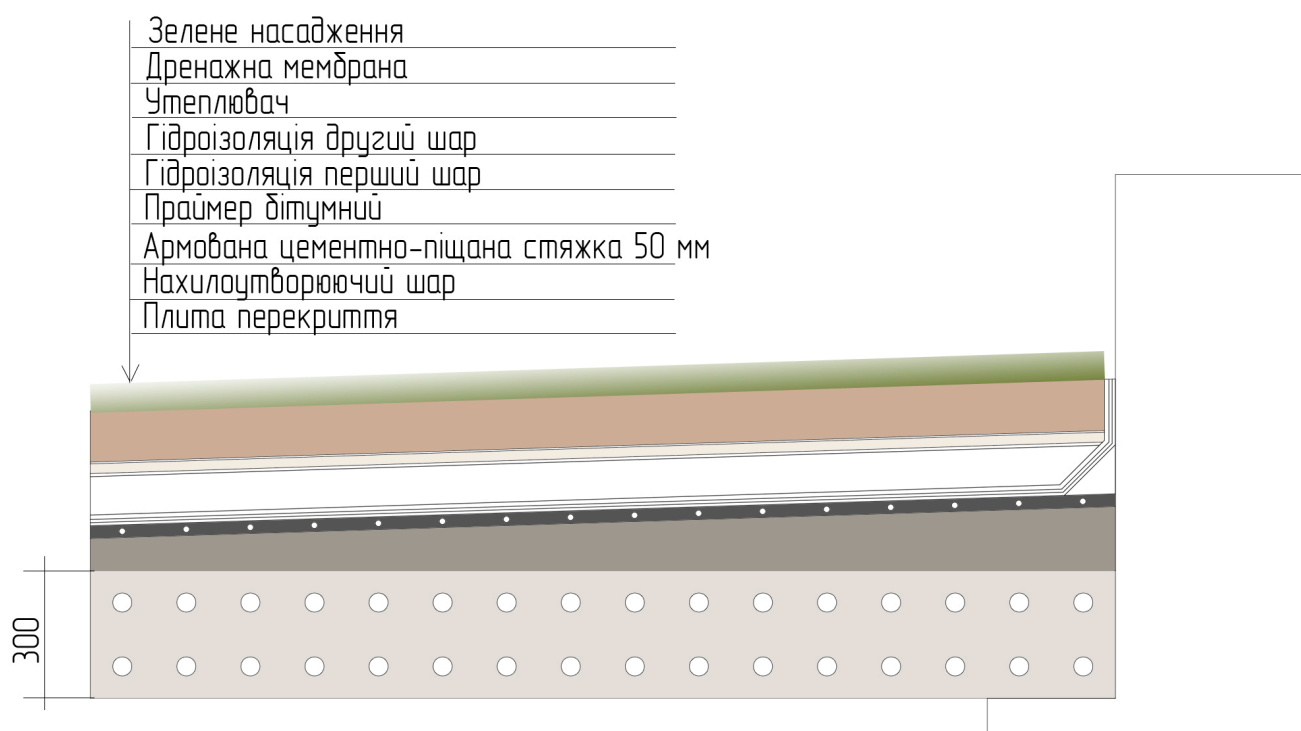 Зелене насадження
Дренажна мембрана
Утеплювач
Гідроізоляція другий шар
Гідроізоляція перший шар
Праймер бітумний
Армована цементно-піщана стяжка 50 мм
Нахилоутворюючий шар
Плита перекриття
300